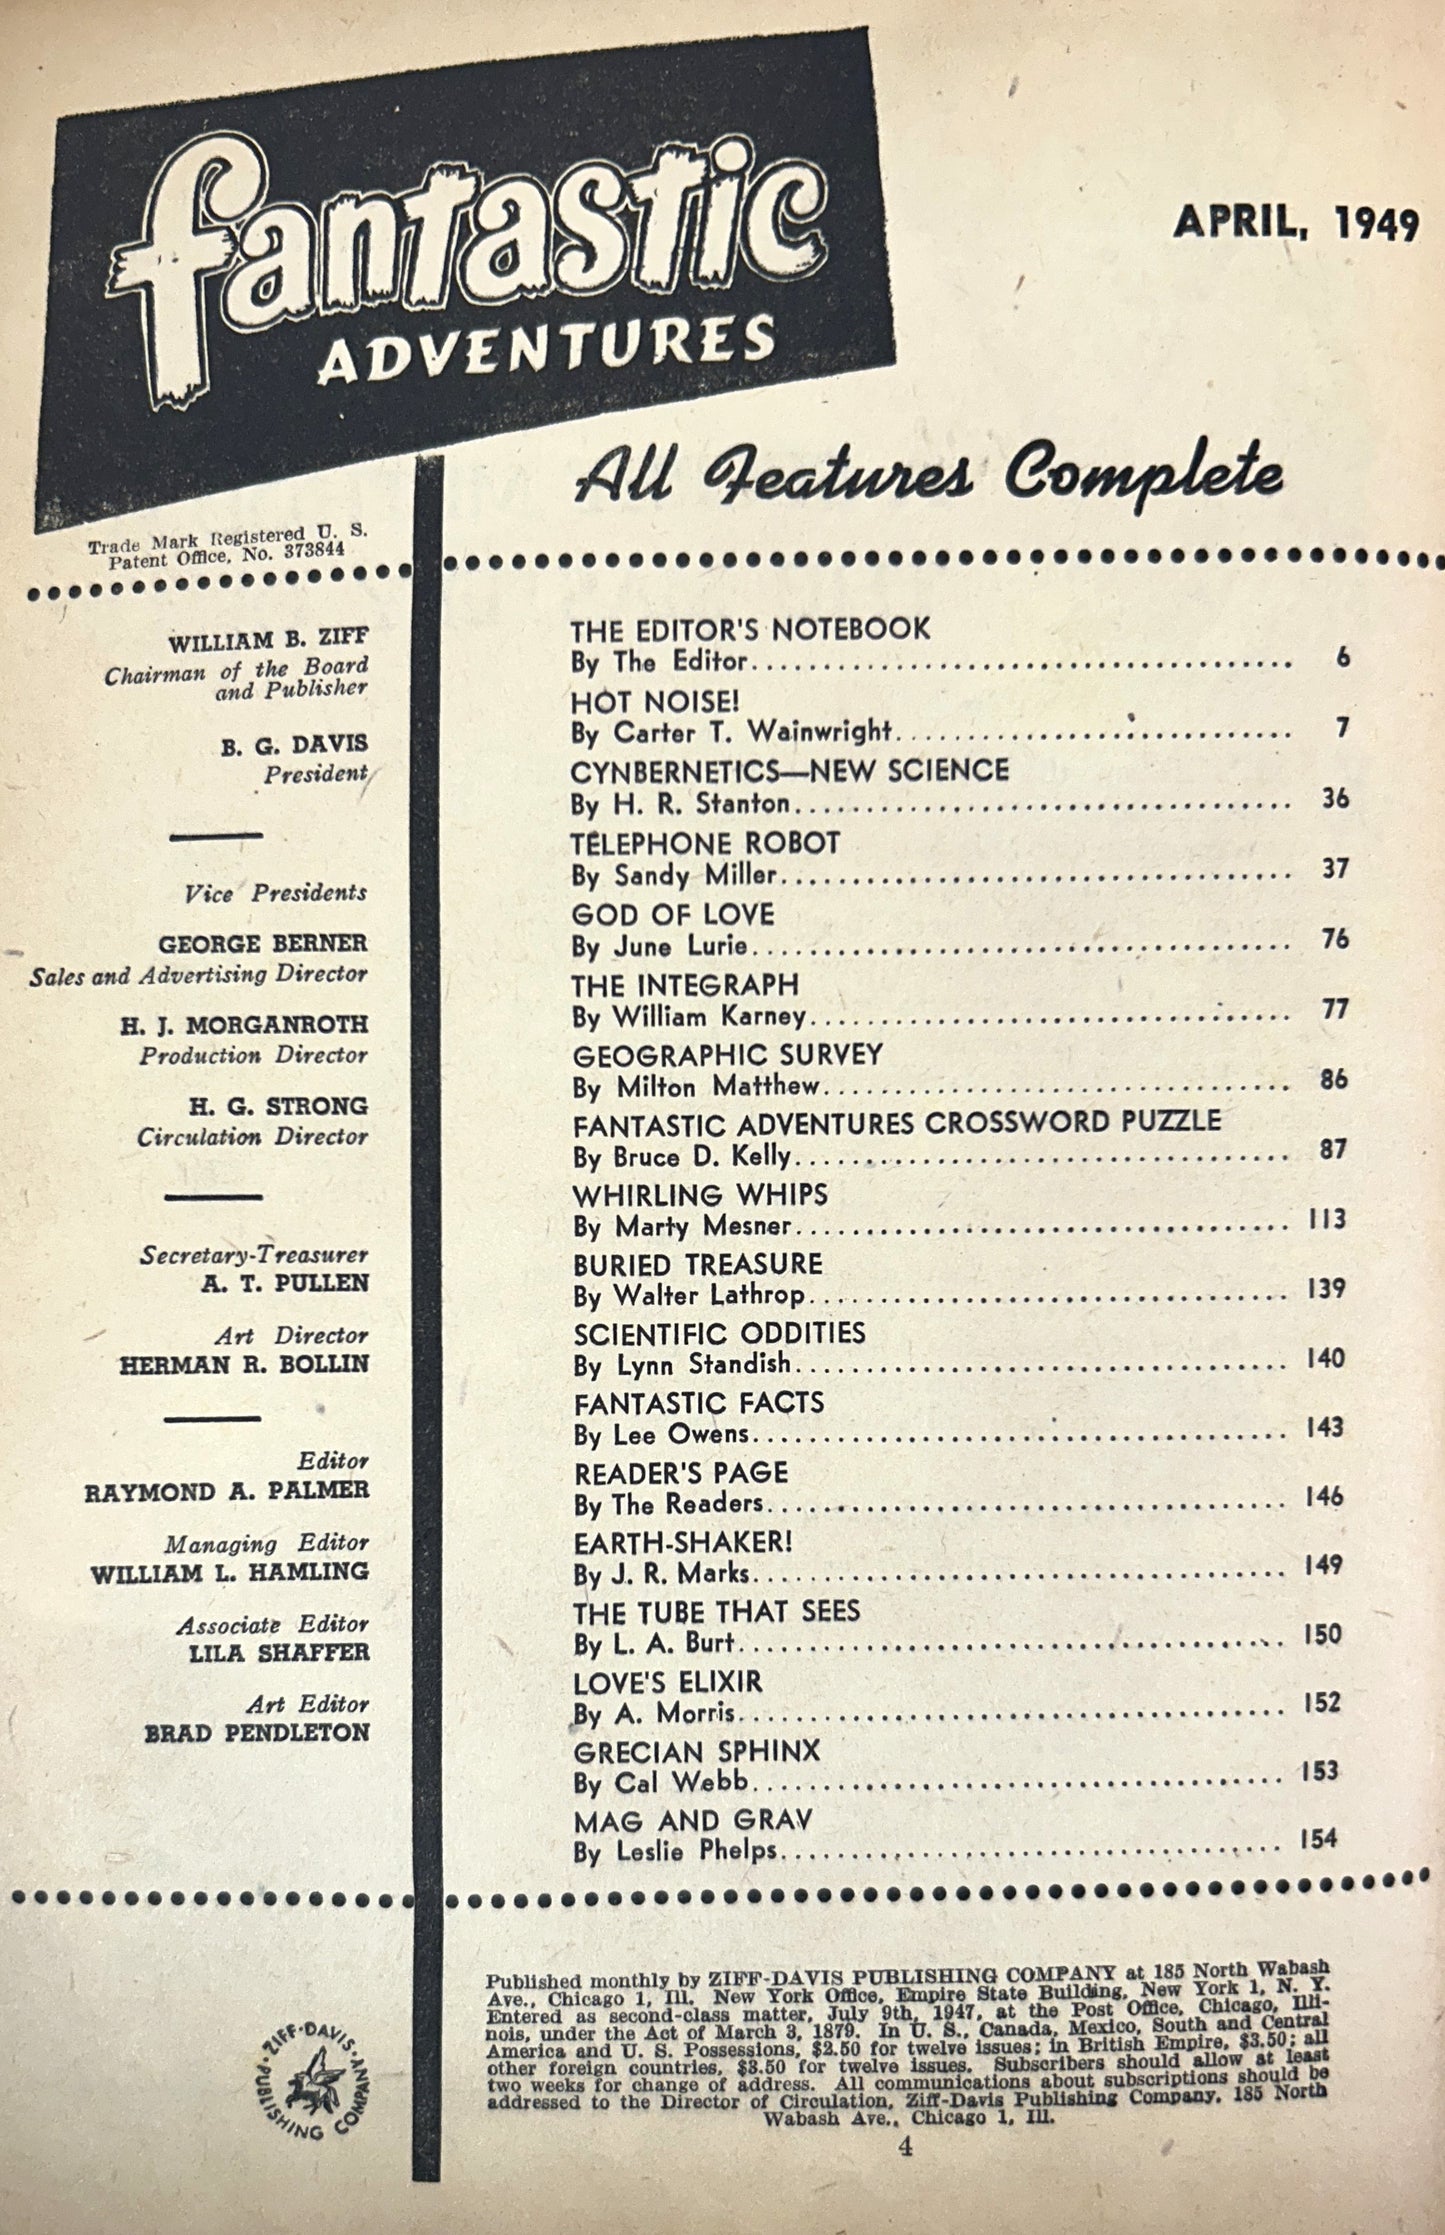 fantastic
ADVENTURES
APRIL, 1949
All Features Complete
Trade Mark Registered U. S.
Patent Office, No. 373844
WILLIAM B. ZIFF
Chairman of the Board
and Publisher
B. G. DAVIS
President
Vice Presidents
GEORGE BERNER
Sales and Advertising Director
H. J. MORGANROTH
Production Director
H. G. STRONG
Circulation Director
Secretary-Treasurer
A. T. PULLEN
Art Director
HERMAN R. BOLLIN
Editor
RAYMOND A. PALMER
Managing Editor
WILLIAM L. HAMLING
Associate Editor
LILA SHAFFER
Art Editor
BRAD PENDLETON
THE EDITOR'S NOTEBOOK
By The Editor........................................ 6
HOT NOISE!
By Carter T. Wainwright........................................ 7
CYNBERNETICS—NEW SCIENCE
By H. R. Stanton........................................ 36
TELEPHONE ROBOT
By Sandy Miller........................................ 37
GOD OF LOVE
By June Lurie........................................ 76
THE INTEGRAPH
By William Karney........................................ 77
GEOGRAPHIC SURVEY
By Milton Matthew........................................ 86
FANTASTIC ADVENTURES CROSSWORD PUZZLE
By Bruce D. Kelly........................................ 87
WHIRLING WHIPS
By Marty Mesner........................................ 113
BURIED TREASURE
By Walter Lathrop........................................ 139
SCIENTIFIC ODDITIES
By Lynn Standish........................................ 140
FANTASTIC FACTS
By Lee Owens........................................ 143
READER'S PAGE
By The Readers........................................ 146
EARTH-SHAKER!
By J. R. Marks........................................ 149
THE TUBE THAT SEES
By L. A. Burt........................................ 150
LOVE'S ELIXIR
By A. Morris........................................ 152
GRECIAN SPHINX
By Cal Webb........................................ 153
MAG AND GRAV
By Leslie Phelps........................................ 154
ZIFF-DAVIS PUBLISHING COMPANY
Published monthly by ZIFF-DAVIS PUBLISHING COMPANY at 185 North Wabash
Ave., Chicago 1, Ill. New York Office, Empire State Building, New York 1, N. Y.
Entered as second-class matter, July 9th, 1947, at the Post Office, Chicago, Illi-
nois, under the Act of March 3, 1879. In U. S., Canada, Mexico, South and Central
America and U. S. Possessions, $2.50 for twelve issues; in British Empire, $3.50; all
other foreign countries, $3.50 for twelve issues. Subscribers should allow at least
two weeks for change of address. All communications about subscriptions should be
addressed to the Director of Circulation, Ziff-Davis Publishing Company, 185 North
Wabash Ave., Chicago 1, Ill.
4